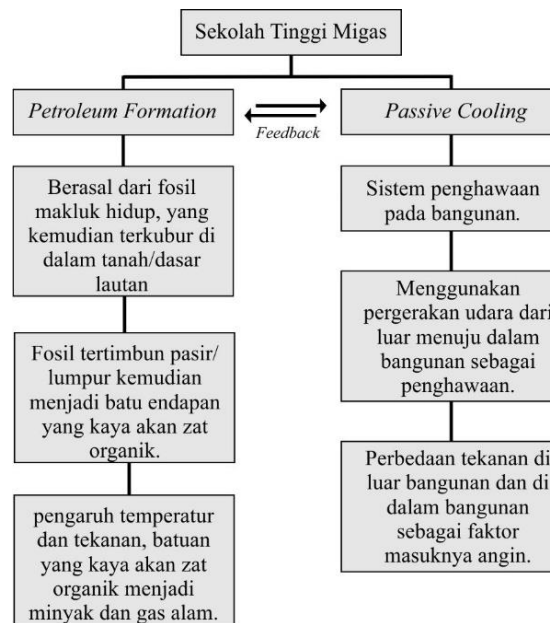 Sekolah Tinggi Migas
Petroleum Formation
Feedback
Passive Cooling
Berasal dari fosil
makluk hidup, yang
kemudian terkubur di
dalam tanah/dasar
lautan
Fosil tertimbun pasir/
lumpur kemudian
menjadi batu endapan
yang kaya akan zat
organik.
pengaruh temperatur
dan tekanan, batuan
yang kaya akan zat
organik menjadi
minyak dan gas alam.
Sistem penghawaan
pada bangunan.
Menggunakan
pergerakan udara dari
luar menuju dalam
bangunan sebagai
penghawaan.
Perbedaan tekanan di
luar bangunan dan di
dalam bangunan
sebagai faktor
masuknya angin.